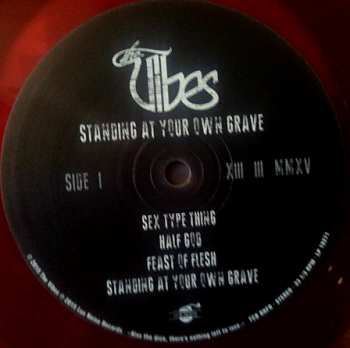 the Vibes
STANDING AT YOUR OWN GRAVE
SIDE 1
XIII III MMXV
SEX TYPE THING
HALF GOD
FEAST OF FLESH
STANDING AT YOUR OWN GRAVE